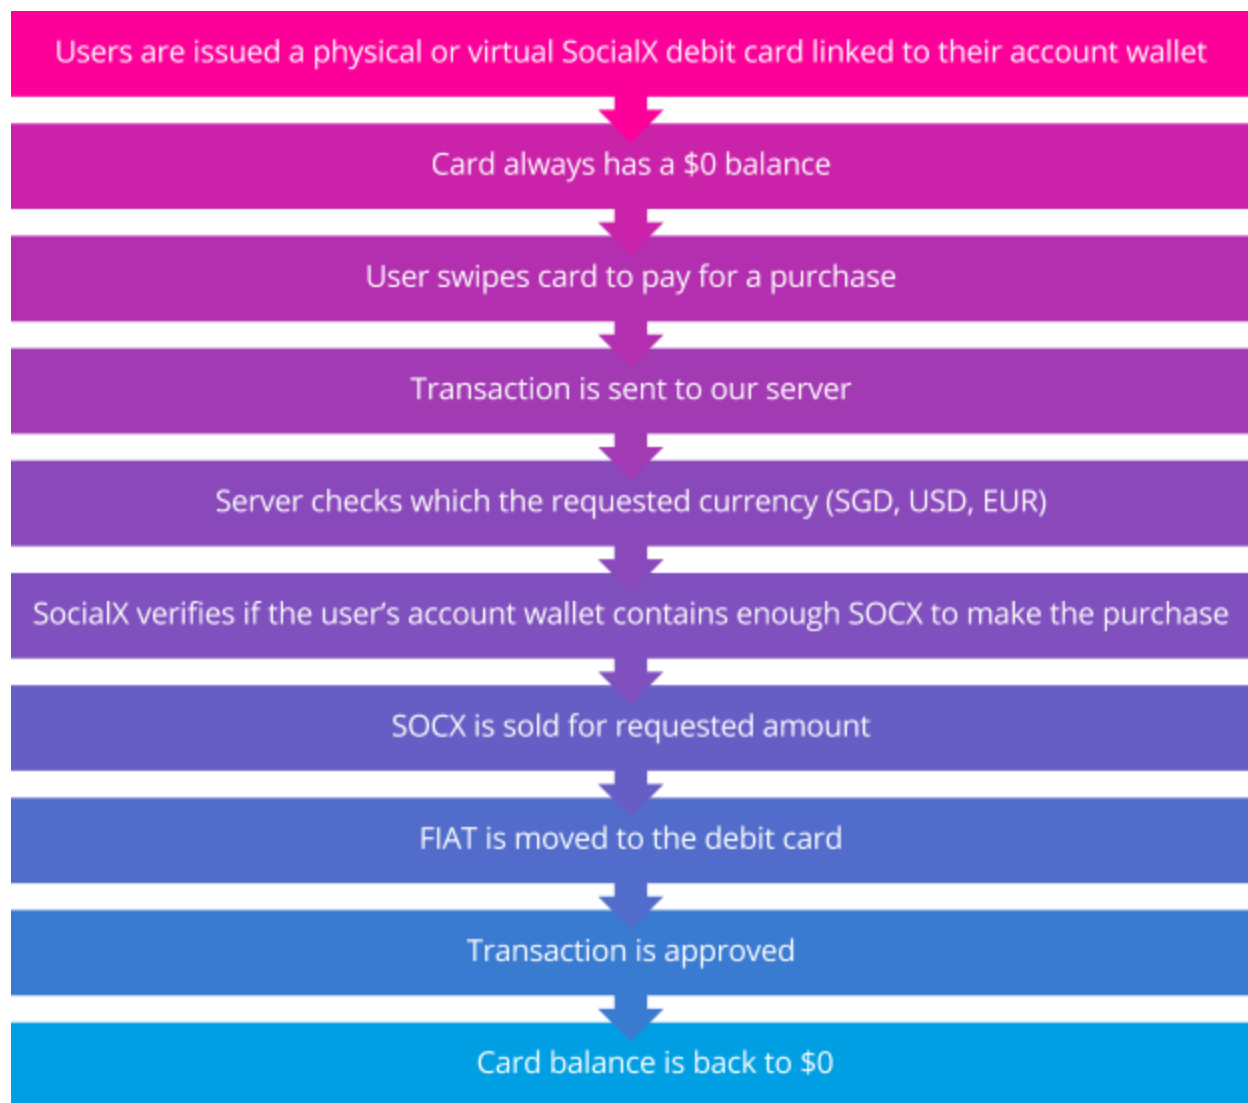 Users are issued a physical or virtual SocialX debit card linked to their account wallet
Card always has a $0 balance
User swipes card to pay for a purchase
Transaction is sent to our server
Server checks which the requested currency (SGD, USD, EUR)
SocialX verifies if the user’s account wallet contains enough SOCX to make the purchase
SOCX is sold for requested amount
FIAT is moved to the debit card
Transaction is approved
Card balance is back to $0